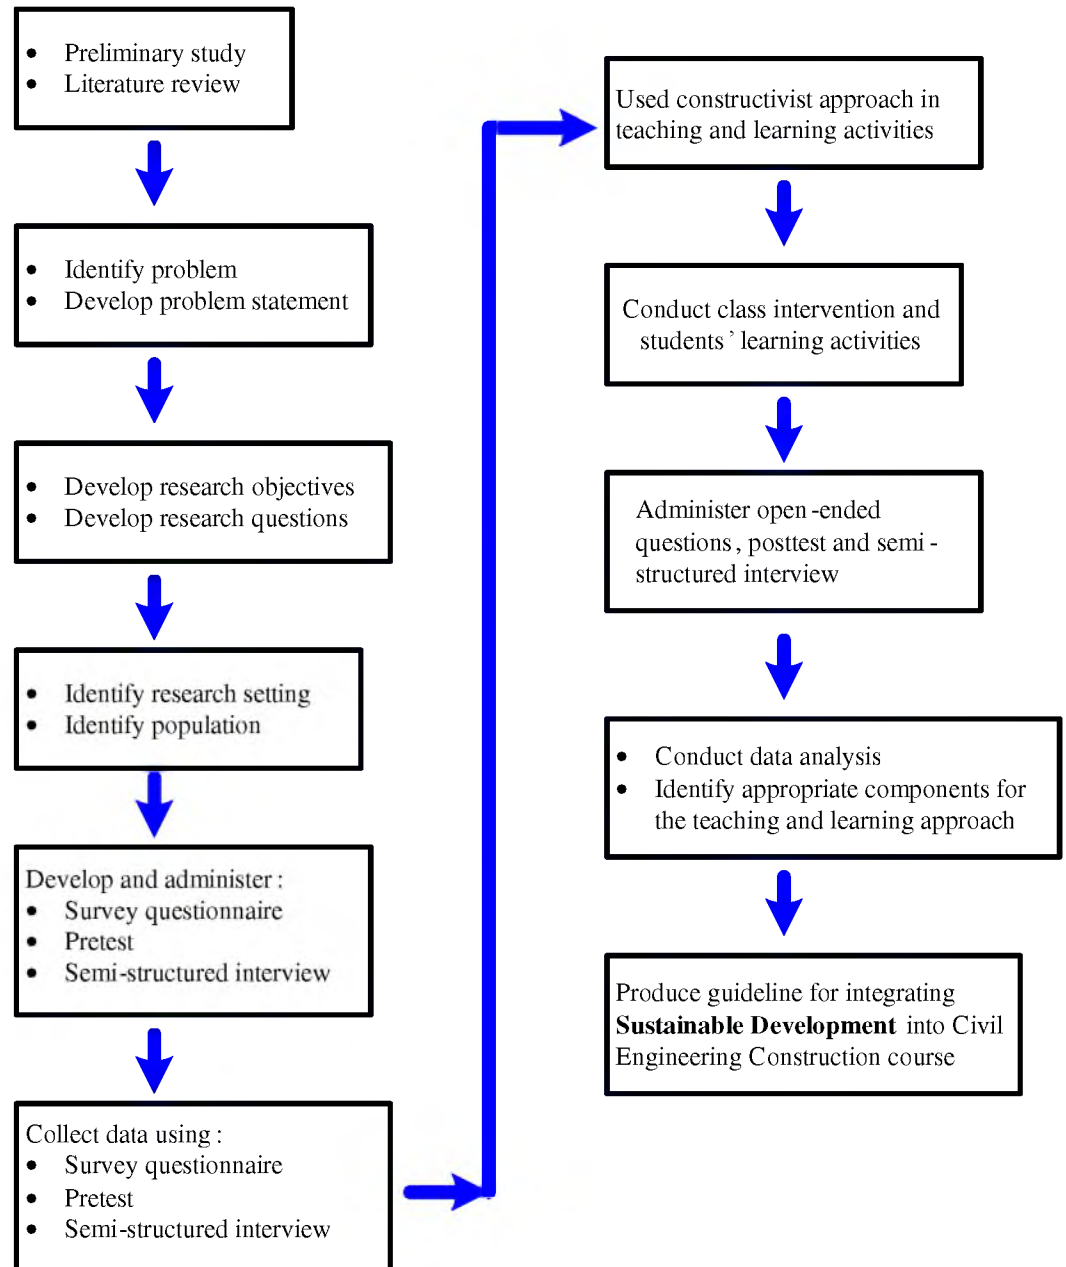 • Preliminary study
• Literature review
• Identify problem
• Develop problem statement
• Develop research objectives
• Develop research questions
• Identify research setting
• Identify population
Develop and administer :
• Survey questionnaire
• Pretest
• Semi-structured interview
Collect data using :
• Survey questionnaire
• Pretest
• Semi-structured interview
Used constructivist approach in
teaching and learning activities
Conduct class intervention and
students' learning activities
Administer open-ended
questions, posttest and semi-
structured interview
• Conduct data analysis
• Identify appropriate components for
the teaching and learning approach
Produce guideline for integrating
Sustainable Development into Civil
Engineering Construction course